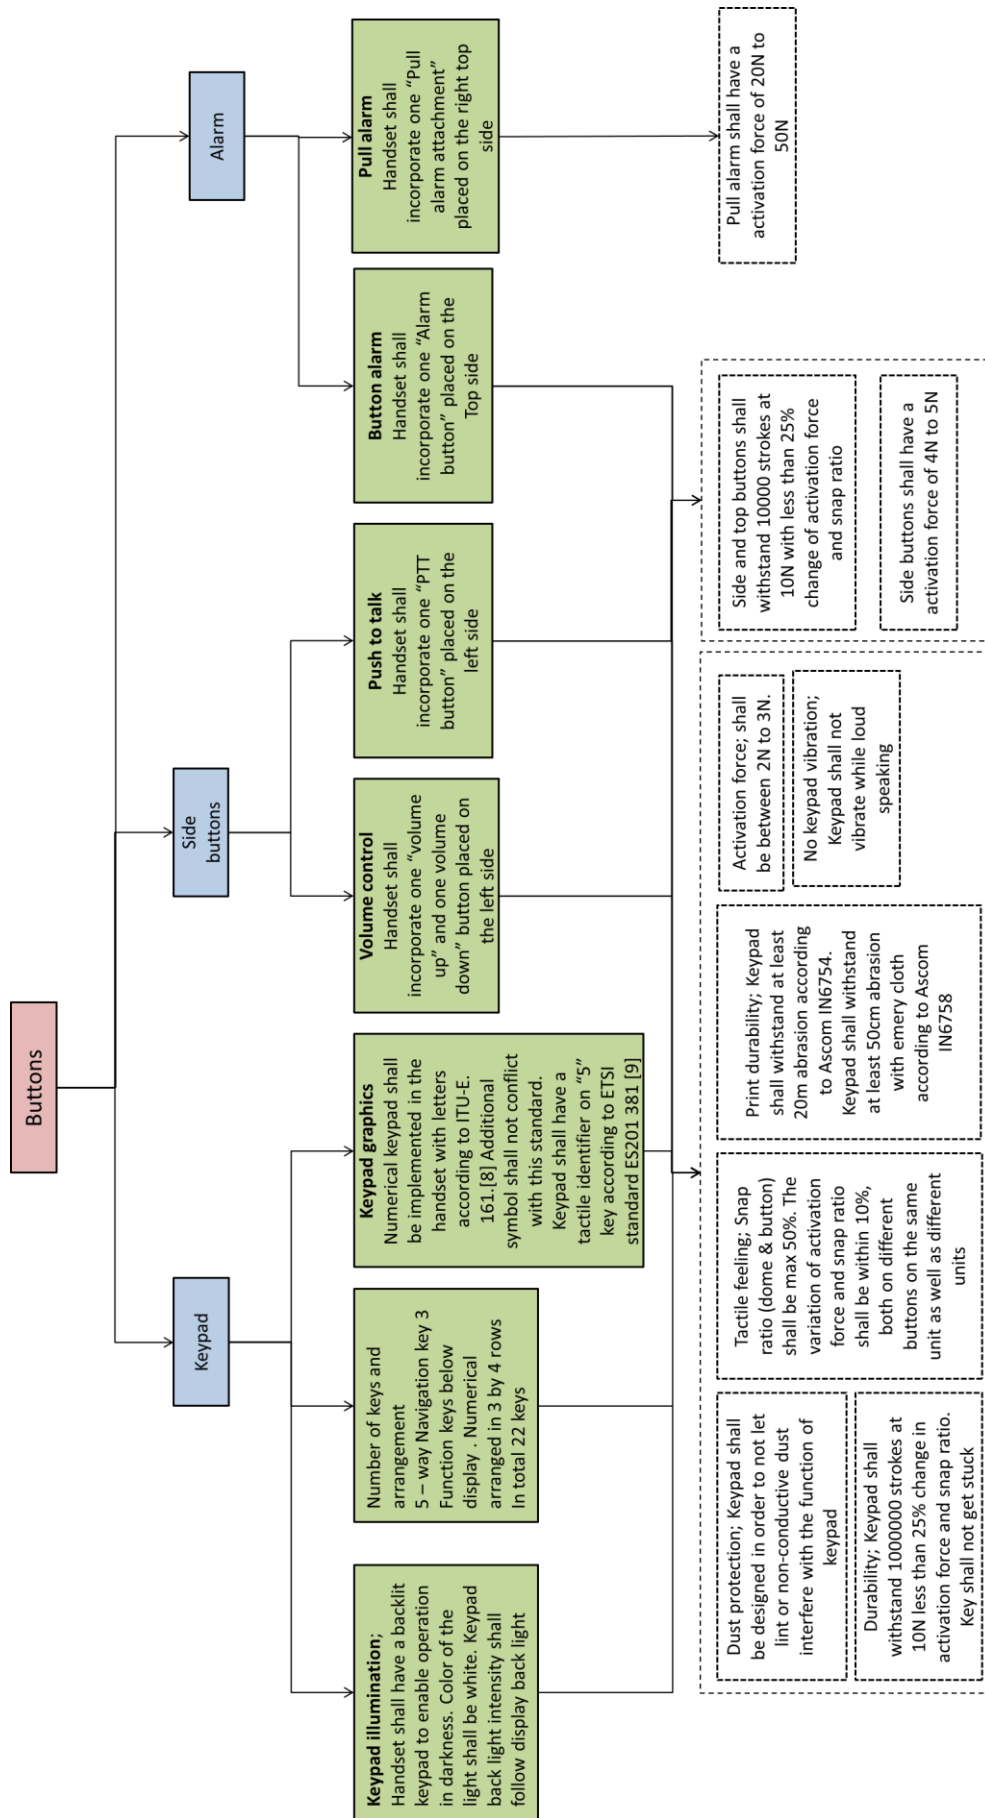 Buttons
Keypad
Side
buttons
Alarm
Keypad illumination;
Handset shall have a backlit
keypad to enable operation
in darkness. Color of the
light shall be white. Keypad
back light intensity shall
follow display back light
Number of keys and
arrangement
5 – way Navigation key 3
Function keys below
display . Numerical
arranged in 3 by 4 rows
In total 22 keys
Keypad graphics
Numerical keypad shall
be implemented in the
handset with letters
according to ITU-E.
161.[8] Additional
symbol shall not conflict
with this standard.
Keypad shall have a
tactile identifier on “5”
key according to ETSI
standard ES201 381 [9]
Volume control
Handset shall
incorporate one “volume
up” and one volume
down” button placed on
the left side
Push to talk
Handset shall
incorporate one “PTT
button” placed on the
left side
Button alarm
Handset shall
incorporate one “Alarm
button” placed on the
Top side
Pull alarm
Handset shall
incorporate one “Pull
alarm attachment”
placed on the right top
side
Dust protection; Keypad shall
be designed in order to not let
lint or non-conductive dust
interfere with the function of
keypad
Durability; Keypad shall
withstand 1000000 strokes at
10N less than 25% change in
activation force and snap ratio.
Key shall not get stuck
Tactile feeling; Snap
ratio (dome & button)
shall be max 50%. The
variation of activation
force and snap ratio
shall be within 10%,
both on different
buttons on the same
unit as well as different
units
Print durability; Keypad
shall withstand at least
20m abrasion according
to Ascom IN6754.
Keypad shall withstand
at least 50cm abrasion
with emery cloth
according to Ascom
IN6758
Activation force; shall
be between 2N to 3N.
No keypad vibration;
Keypad shall not
vibrate while loud
speaking
Side and top buttons shall
withstand 10000 strokes at
10N with less than 25%
change of activation force
and snap ratio
Side buttons shall have a
activation force of 4N to 5N
Pull alarm shall have a
activation force of 20N to
50N